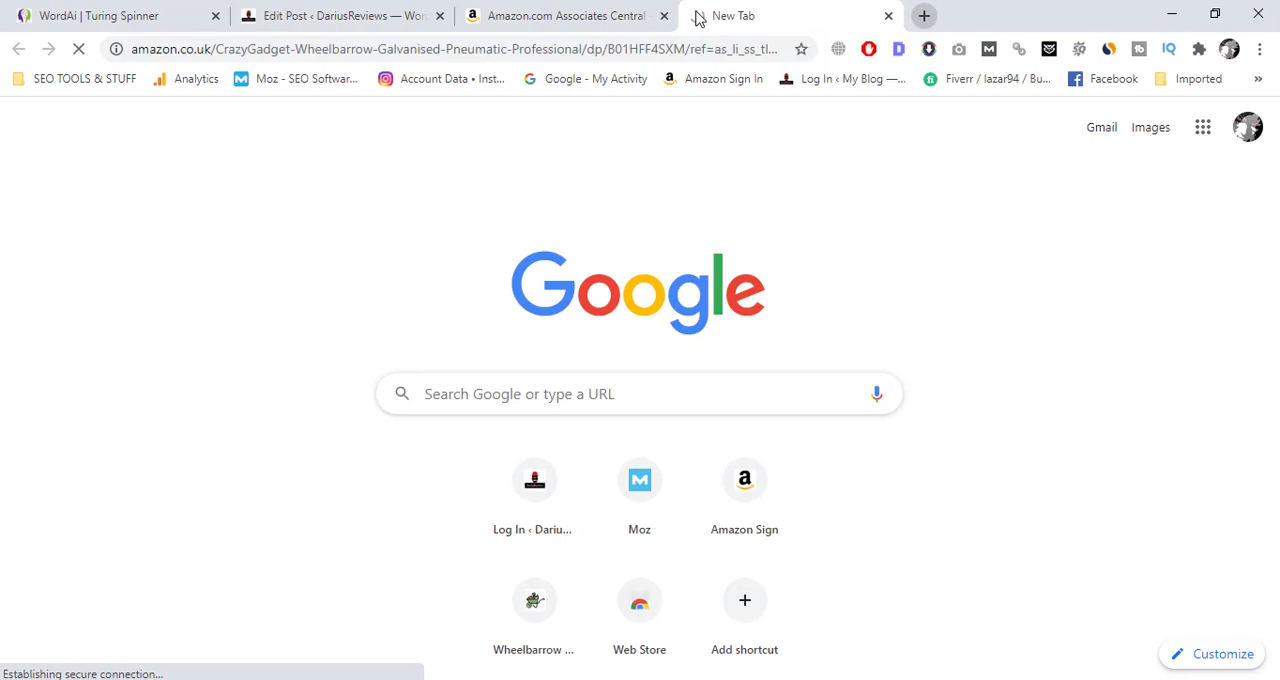 WordAi | Turing Spinner
Edit Post ‹ DariusReviews — Wor
Amazon.com Associates Central -
New Tab
amazon.co.uk/CrazyGadget-Wheelbarrow-Galvanised-Pneumatic-Professional/dp/B01HFF4SXM/ref=as_li_ss_tl...
SEO TOOLS & STUFF
Analytics
Moz - SEO Softwar...
Account Data • Inst...
Google - My Activity
Amazon Sign In
Log In ‹ My Blog —...
Fiverr / lazar94 / Bu...
Facebook
Imported
»
Gmail
Images
Google
Search Google or type a URL
Log In ‹ Dariu...
Moz
Amazon Sign
Wheelbarrow ...
Web Store
Add shortcut
Customize
Establishing secure connection...